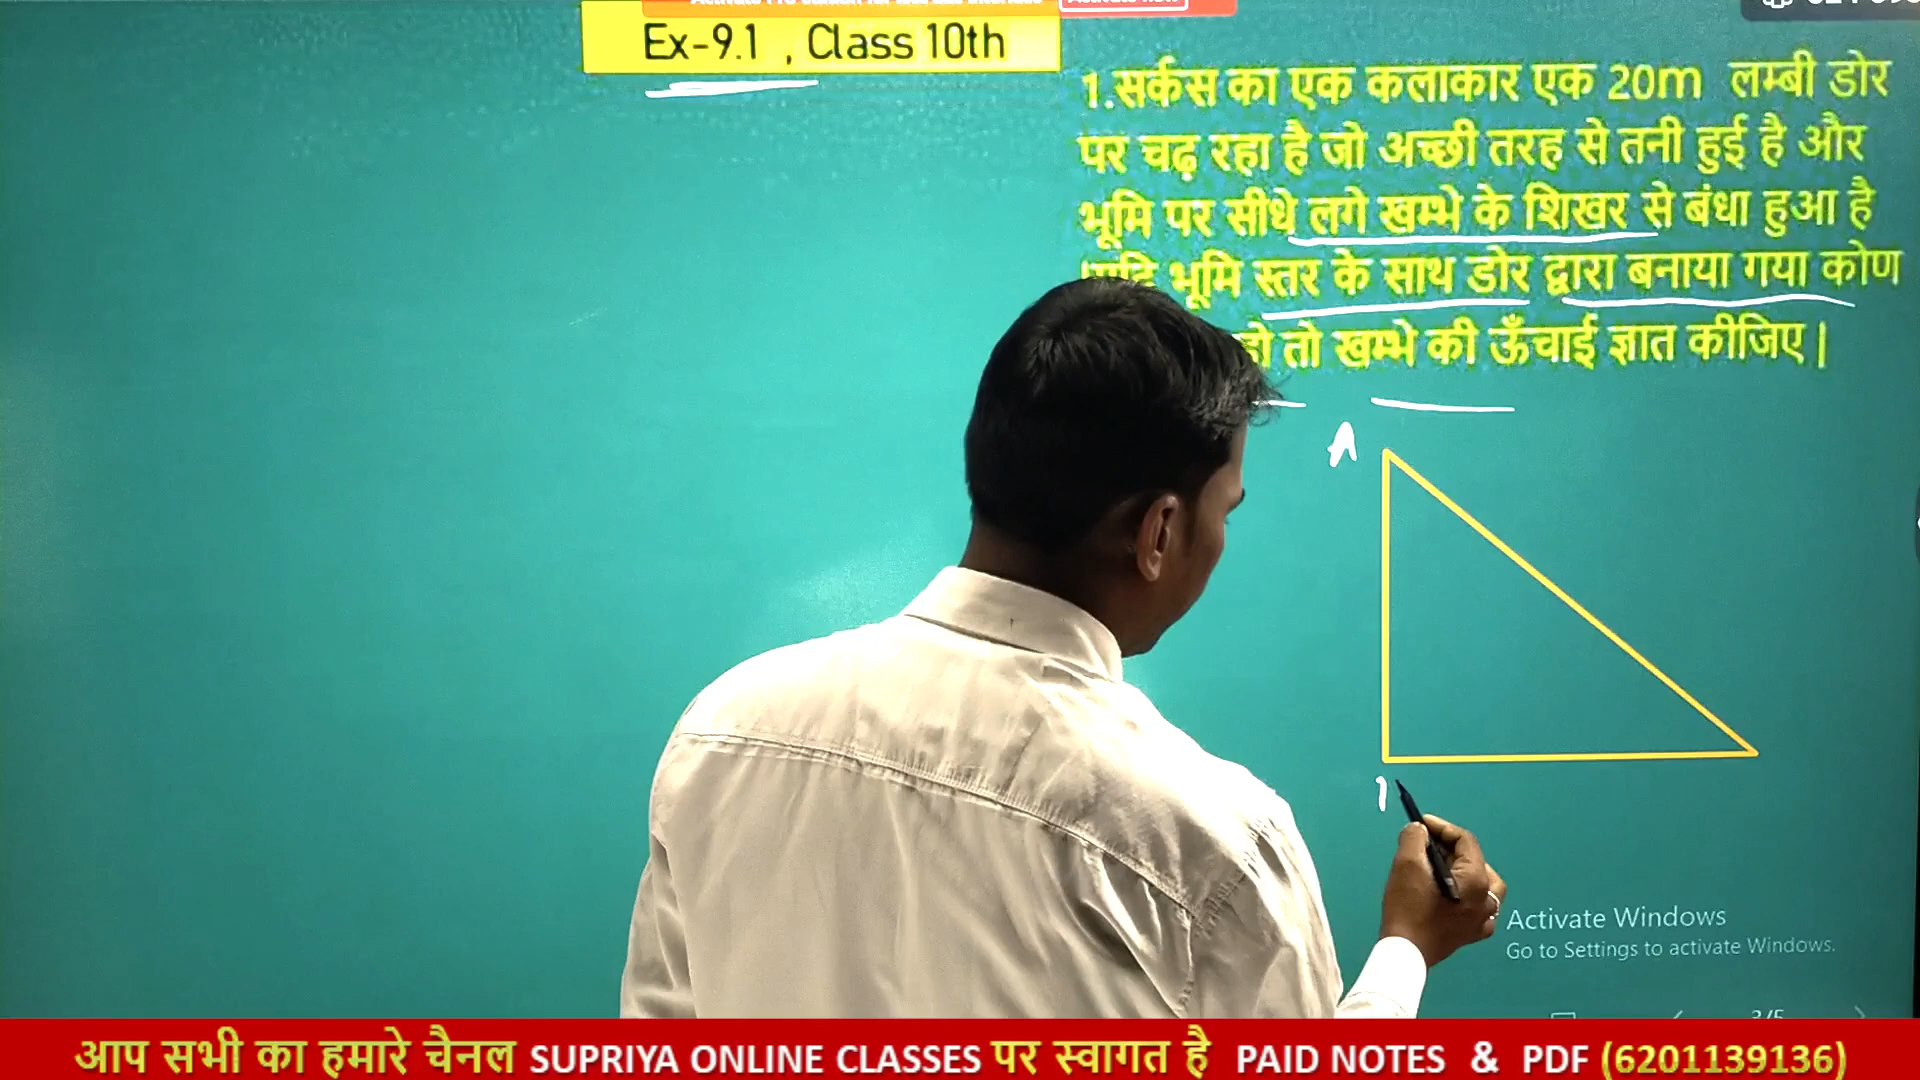 Ex-9.1 , Class 10th
1.सर्कस का एक कलाकार एक 20m लम्बी डोर
पर चढ़ रहा है जो अच्छी तरह से तनी हुई है और
भूमि पर सीधे लगे खम्भे के शिखर से बंधा हुआ है
भूमि स्तर के साथ डोर द्वारा बनाया गया कोण
हो तो खम्भे की ऊँचाई ज्ञात कीजिए |
A
Activate Windows
Go to Settings to activate Windows.
3/5
आप सभी का हमारे चैनल SUPRIYA ONLINE CLASSES पर स्वागत है PAID NOTES & PDF (6201139136)